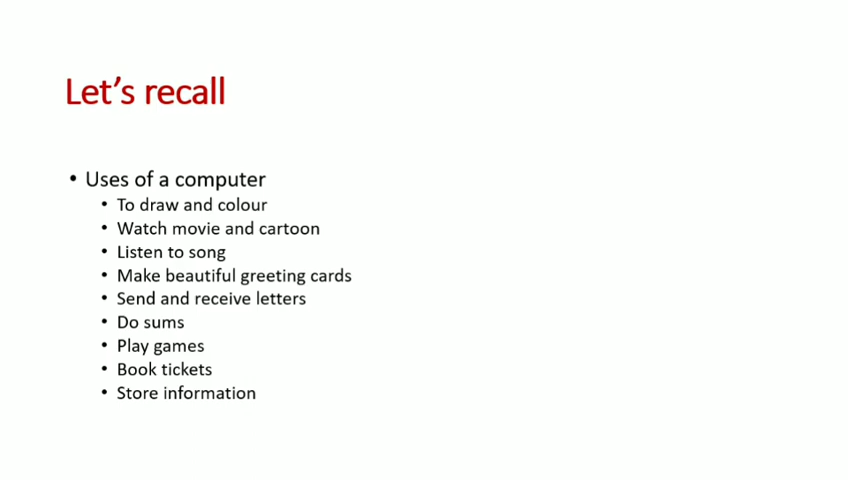 Let's recall
• Uses of a computer
• To draw and colour
• Watch movie and cartoon
• Listen to song
• Make beautiful greeting cards
• Send and receive letters
• Do sums
• Play games
• Book tickets
• Store information